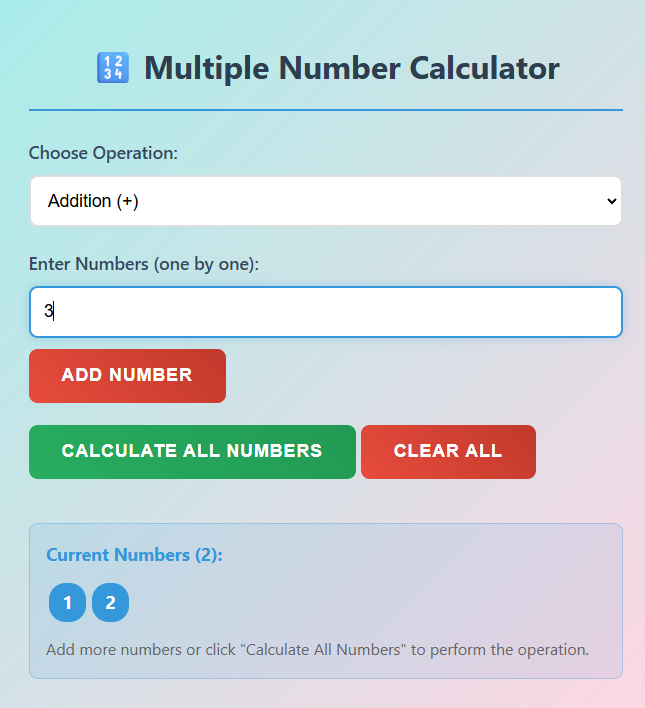 🔢 Multiple Number Calculator
Choose Operation:
Addition (+)
Enter Numbers (one by one):
3
ADD NUMBER
CALCULATE ALL NUMBERS CLEAR ALL
Current Numbers (2):
1 2
Add more numbers or click "Calculate All Numbers" to perform the operation.